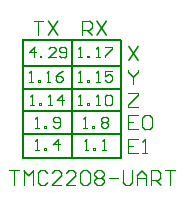 TX RX
4.29 1.17 X
1.16 1.15 Y
1.14 1.10 Z
1.9 1.8 E0
1.4 1.1 E1
TMC2208-UART